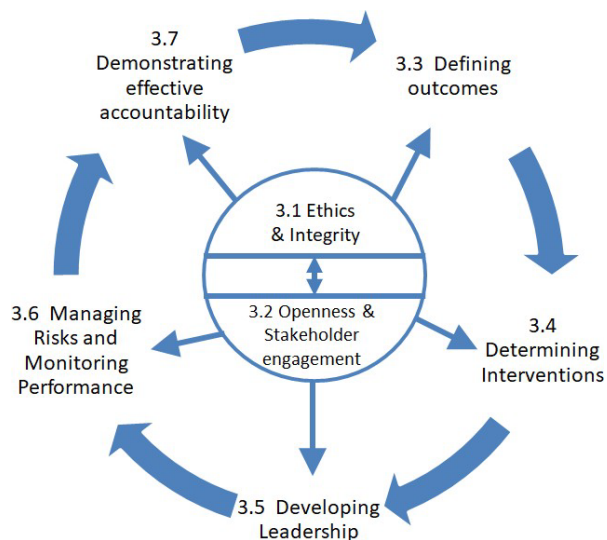 3.7
Demonstrating
effective
accountability
3.3 Defining
outcomes
3.1 Ethics
& Integrity
3.2 Openness &
Stakeholder
engagement
3.6 Managing
Risks and
Monitoring
Performance
3.4
Determining
Interventions
3.5 Developing
Leadership